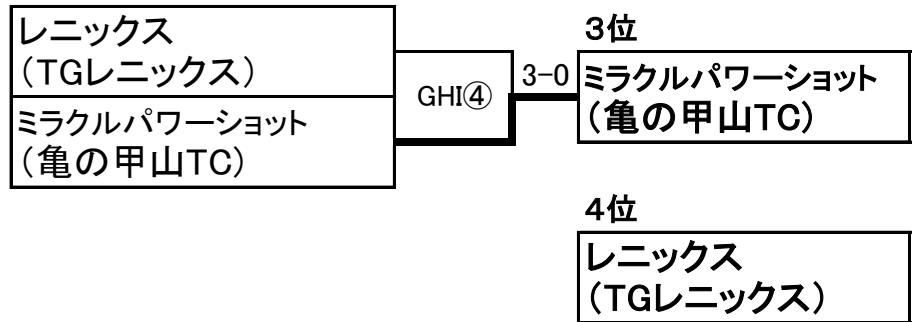 レニックス
（TGレニックス）
ミラクルパワーショット
（亀の甲山TC）
GHI④
3-0
３位
ミラクルパワーショット
（亀の甲山TC）
４位
レニックス
（TGレニックス）